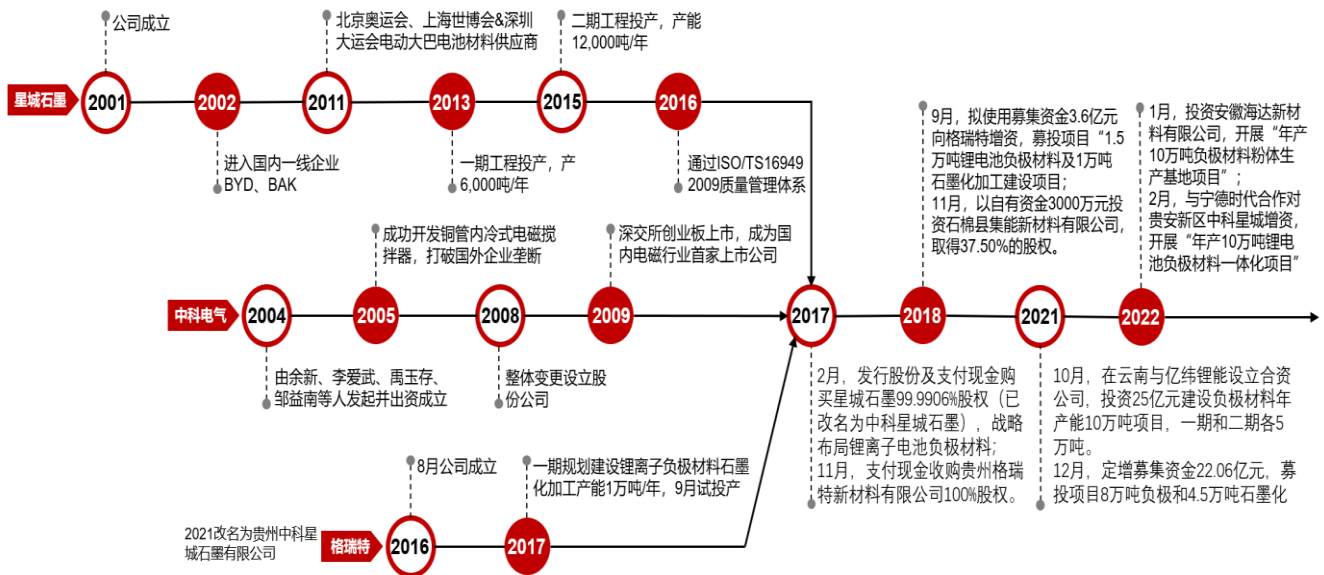 公司成立
北京奥运会、上海世博会&深圳
大运会电动大巴电池材料供应商
二期工程投产，产能
12,000吨/年
星城石墨
2001
2002
2011
2013
2015
2016
进入国内一线企业
BYD、BAK
一期工程投产，产
6,000吨/年
通过ISO/TS16949
2009质量管理体系
9月，拟使用募集资金3.6亿元
向格瑞特增资，募投项目“1.5
万吨锂电池负极材料及1万吨
石墨化加工建设项目；
11月，以自有资金3000万元投
资石棉县集能新材料有限公司，
取得37.50%的股权。
1月，投资安徽海达新材
料有限公司，开展“年产
10万吨负极材料粉体生
产基地项目”；
2月，与宁德时代合作对
贵安新区中科星城增资，
开展“年产10万吨锂电
池负极材料一体化项目”
成功开发铜管内冷式电磁搅
拌器，打破国外企业垄断
深交所创业板上市，成为国
内电磁行业首家上市公司
中科电气
2004
2005
2008
2009
2017
2018
2021
2022
由余新、李爱武、禹玉存、
邹益南等人发起并出资成立
整体变更设立股
份公司
2月，发行股份及支付现金购
买星城石墨99.9906%股权（已
改名为中科星城石墨），战略
布局锂离子电池负极材料；
11月，支付现金收购贵州格瑞
特新材料有限公司100%股权。
10月，在云南与亿纬锂能设立合资
公司，投资25亿元建设负极材料年
产能10万吨项目，一期和二期各5
万吨。
12月，定增募集资金22.06亿元，募
投项目8万吨负极和4.5万吨石墨化
8月公司成立
一期规划建设锂离子负极材料石墨
化加工产能1万吨/年，9月试投产
2021改名为贵州中科星
城石墨有限公司
格瑞特
2016
2017